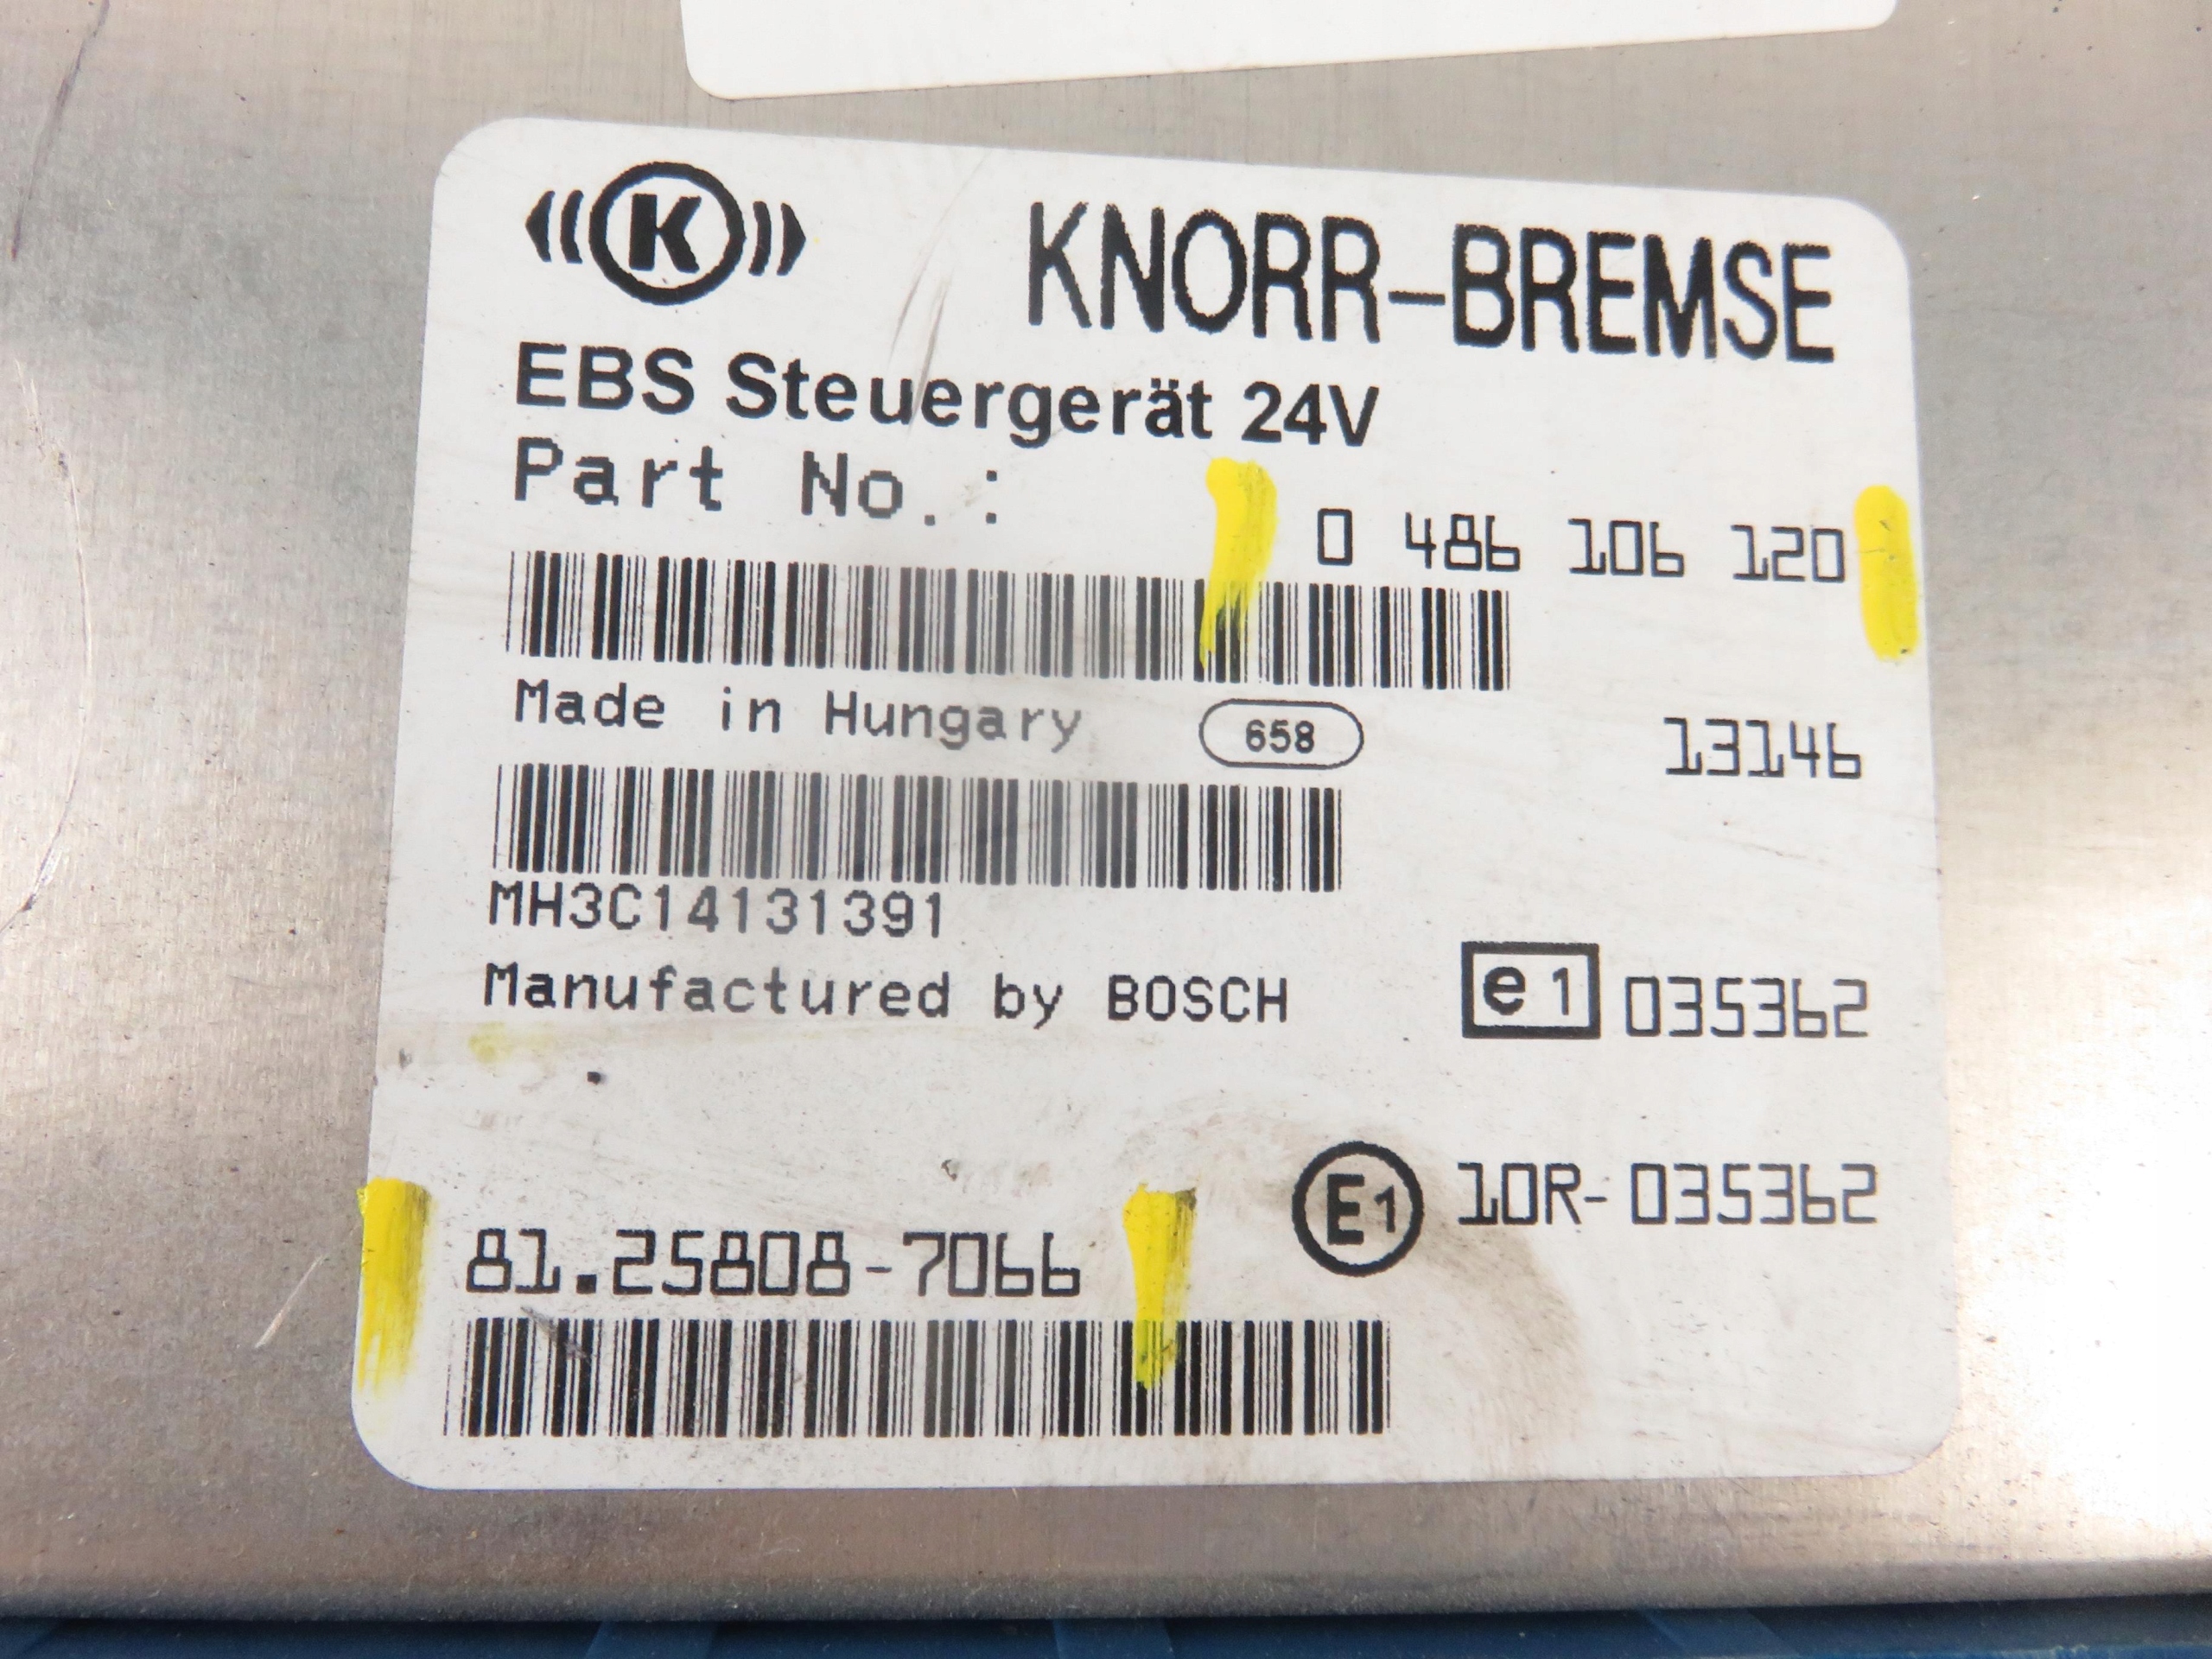 K KNORR-BREMSE
EBS Steuergerät 24V
Part No.: 0 486 106 120
Made in Hungary 658 13146
MH3C14131391
Manufactured by BOSCH e1 035362
E1 10R-035362
81.25808-7066